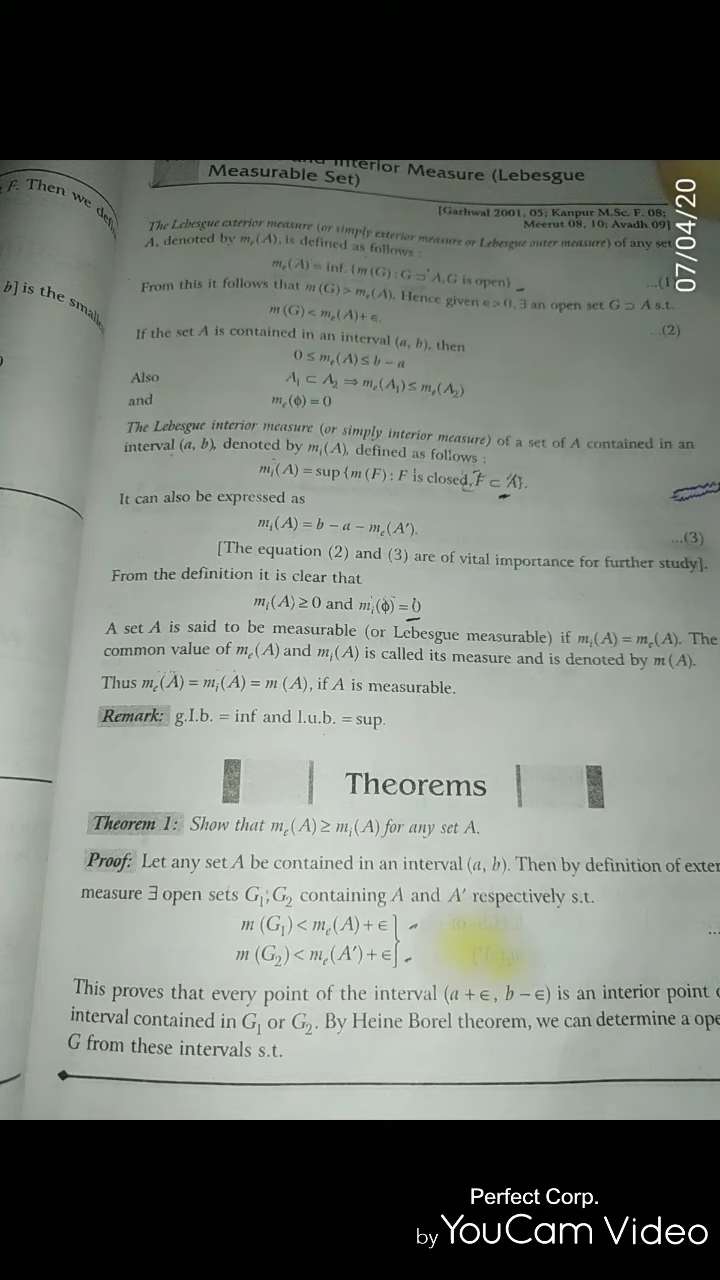 F. Then we defi
b] is the smalle
and Interior Measure (Lebesgue
Measurable Set)
[Garhwal 2001, 05; Kanpur M.Sc. F. 08;
Meerut 08, 10; Avadh 09]
The Lebesgue exterior measure (or simply exterior measure or Lebesgue outer measure) of any set
A, denoted by mₑ(A), is defined as follows :
mₑ(A) = inf. {m(G) : G ⊃ A, G is open} ...(1
From this it follows that m(G) > mₑ(A). Hence given ∈ > 0, ∃ an open set G ⊃ A s.t.
m(G) < mₑ(A) + ∈. ...(2)
If the set A is contained in an interval (a, b), then
0 ≤ mₑ(A) ≤ b − a
Also A₁ ⊂ A₂ ⇒ mₑ(A₁) ≤ mₑ(A₂)
and mₑ(ϕ) = 0
The Lebesgue interior measure (or simply interior measure) of a set of A contained in an
interval (a, b), denoted by mᵢ(A), defined as follows :
mᵢ(A) = sup {m(F) : F is closed, F ⊂ A}.
It can also be expressed as
mᵢ(A) = b − a − mₑ(A′). ...(3)
[The equation (2) and (3) are of vital importance for further study].
From the definition it is clear that
mᵢ(A) ≥ 0 and mᵢ(ϕ) = 0
A set A is said to be measurable (or Lebesgue measurable) if mᵢ(A) = mₑ(A). The
common value of mₑ(A) and mᵢ(A) is called its measure and is denoted by m(A).
Thus mₑ(A) = mᵢ(A) = m (A), if A is measurable.
Remark: g.I.b. = inf and l.u.b. = sup.
Theorems
Theorem 1: Show that mₑ(A) ≥ mᵢ(A) for any set A.
Proof: Let any set A be contained in an interval (a, b). Then by definition of exter
measure ∃ open sets G₁, G₂ containing A and A′ respectively s.t.
m (G₁) < mₑ(A) + ∈
m (G₂) < mₑ(A′) + ∈ ...
This proves that every point of the interval (a + ∈, b − ∈) is an interior point
interval contained in G₁ or G₂. By Heine Borel theorem, we can determine a ope
G from these intervals s.t.
07/04/20
Perfect Corp.
by YouCam Video